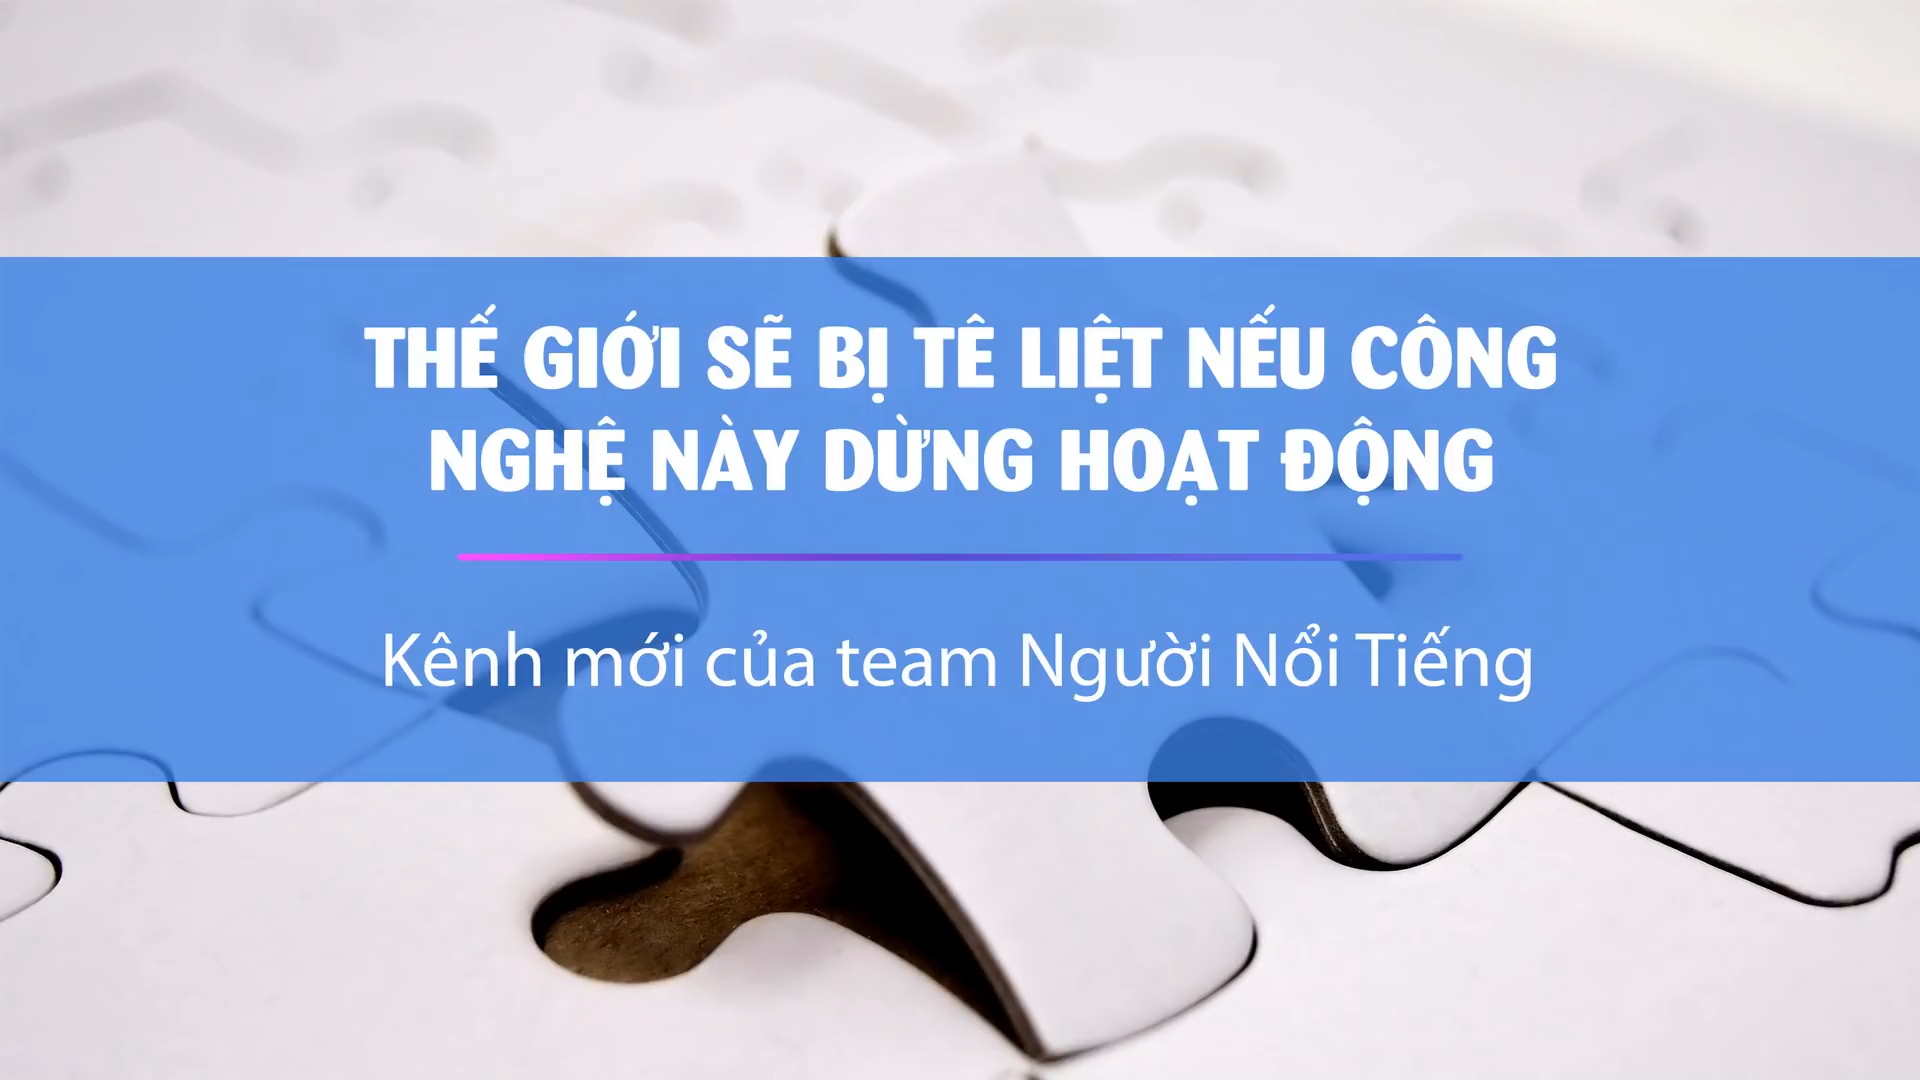 THẾ GIỚI SẼ BỊ TÊ LIỆT NẾU CÔNG
NGHỆ NÀY DỪNG HOẠT ĐỘNG
Kênh mới của team Người Nổi Tiếng